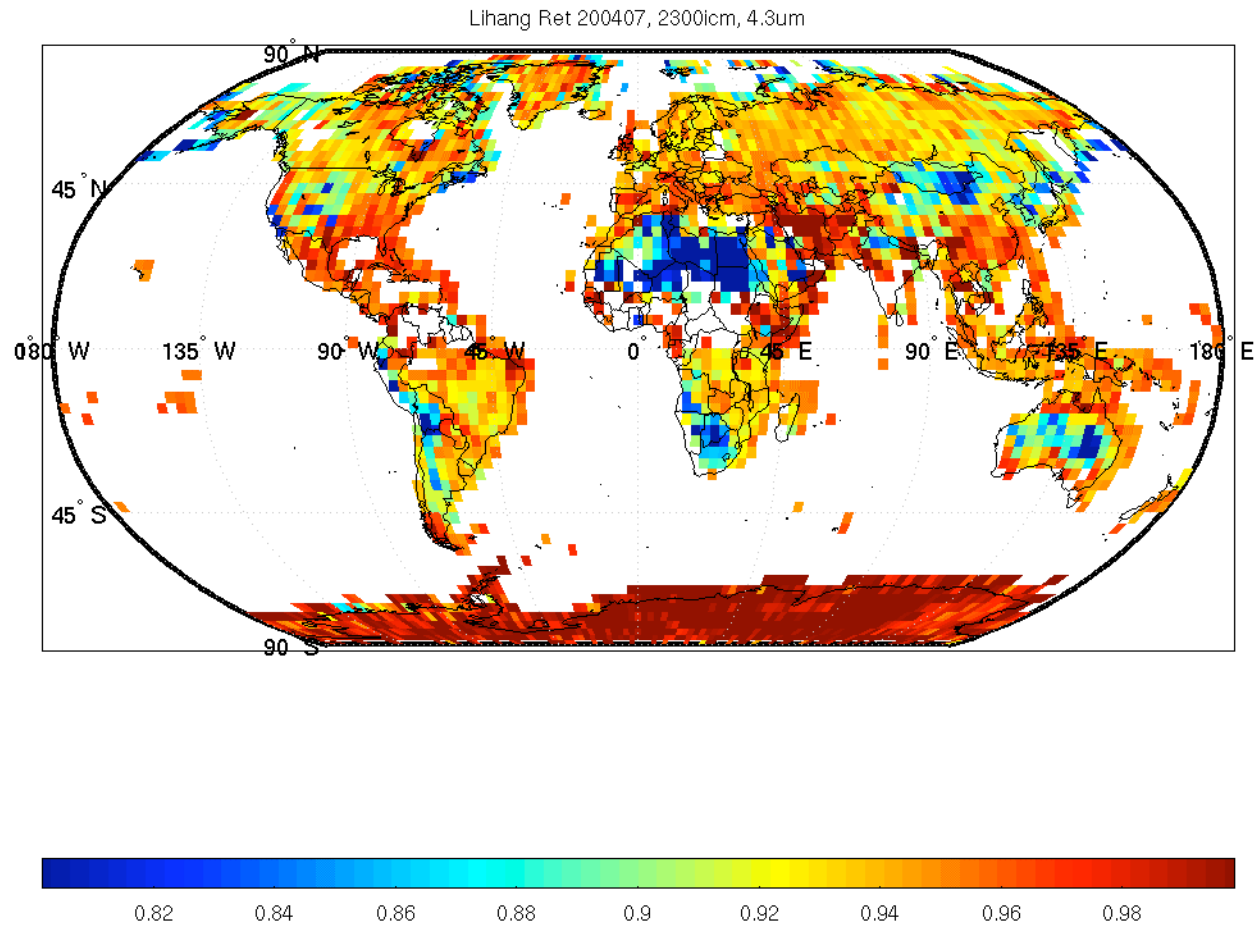 Lihang Ret 200407, 2300icm, 4.3um
90° N
45° N
180° W 135° W 90° W 45° W 0° 45° E 90° E 135° E 180° E
45° S
90° S
0.82 0.84 0.86 0.88 0.9 0.92 0.94 0.96 0.98